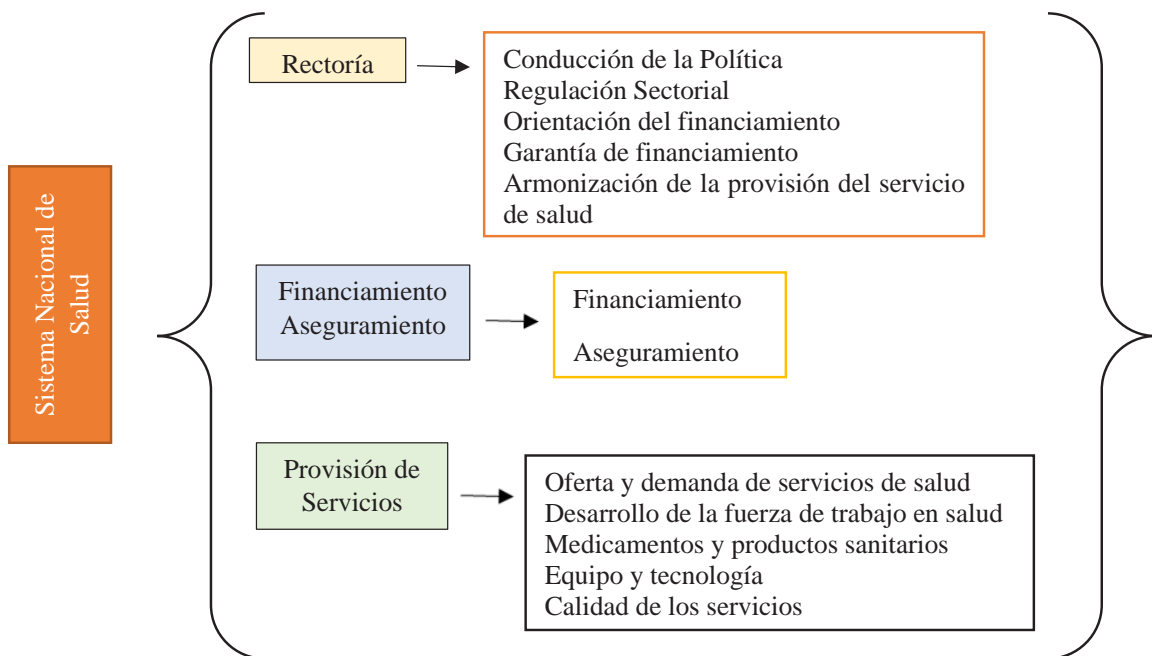 Sistema Nacional de
Salud
Rectoría
Conducción de la Política
Regulación Sectorial
Orientación del financiamiento
Garantía de financiamiento
Armonización de la provisión del servicio
de salud
Financiamiento
Aseguramiento
Financiamiento
Aseguramiento
Provisión de
Servicios
Oferta y demanda de servicios de salud
Desarrollo de la fuerza de trabajo en salud
Medicamentos y productos sanitarios
Equipo y tecnología
Calidad de los servicios